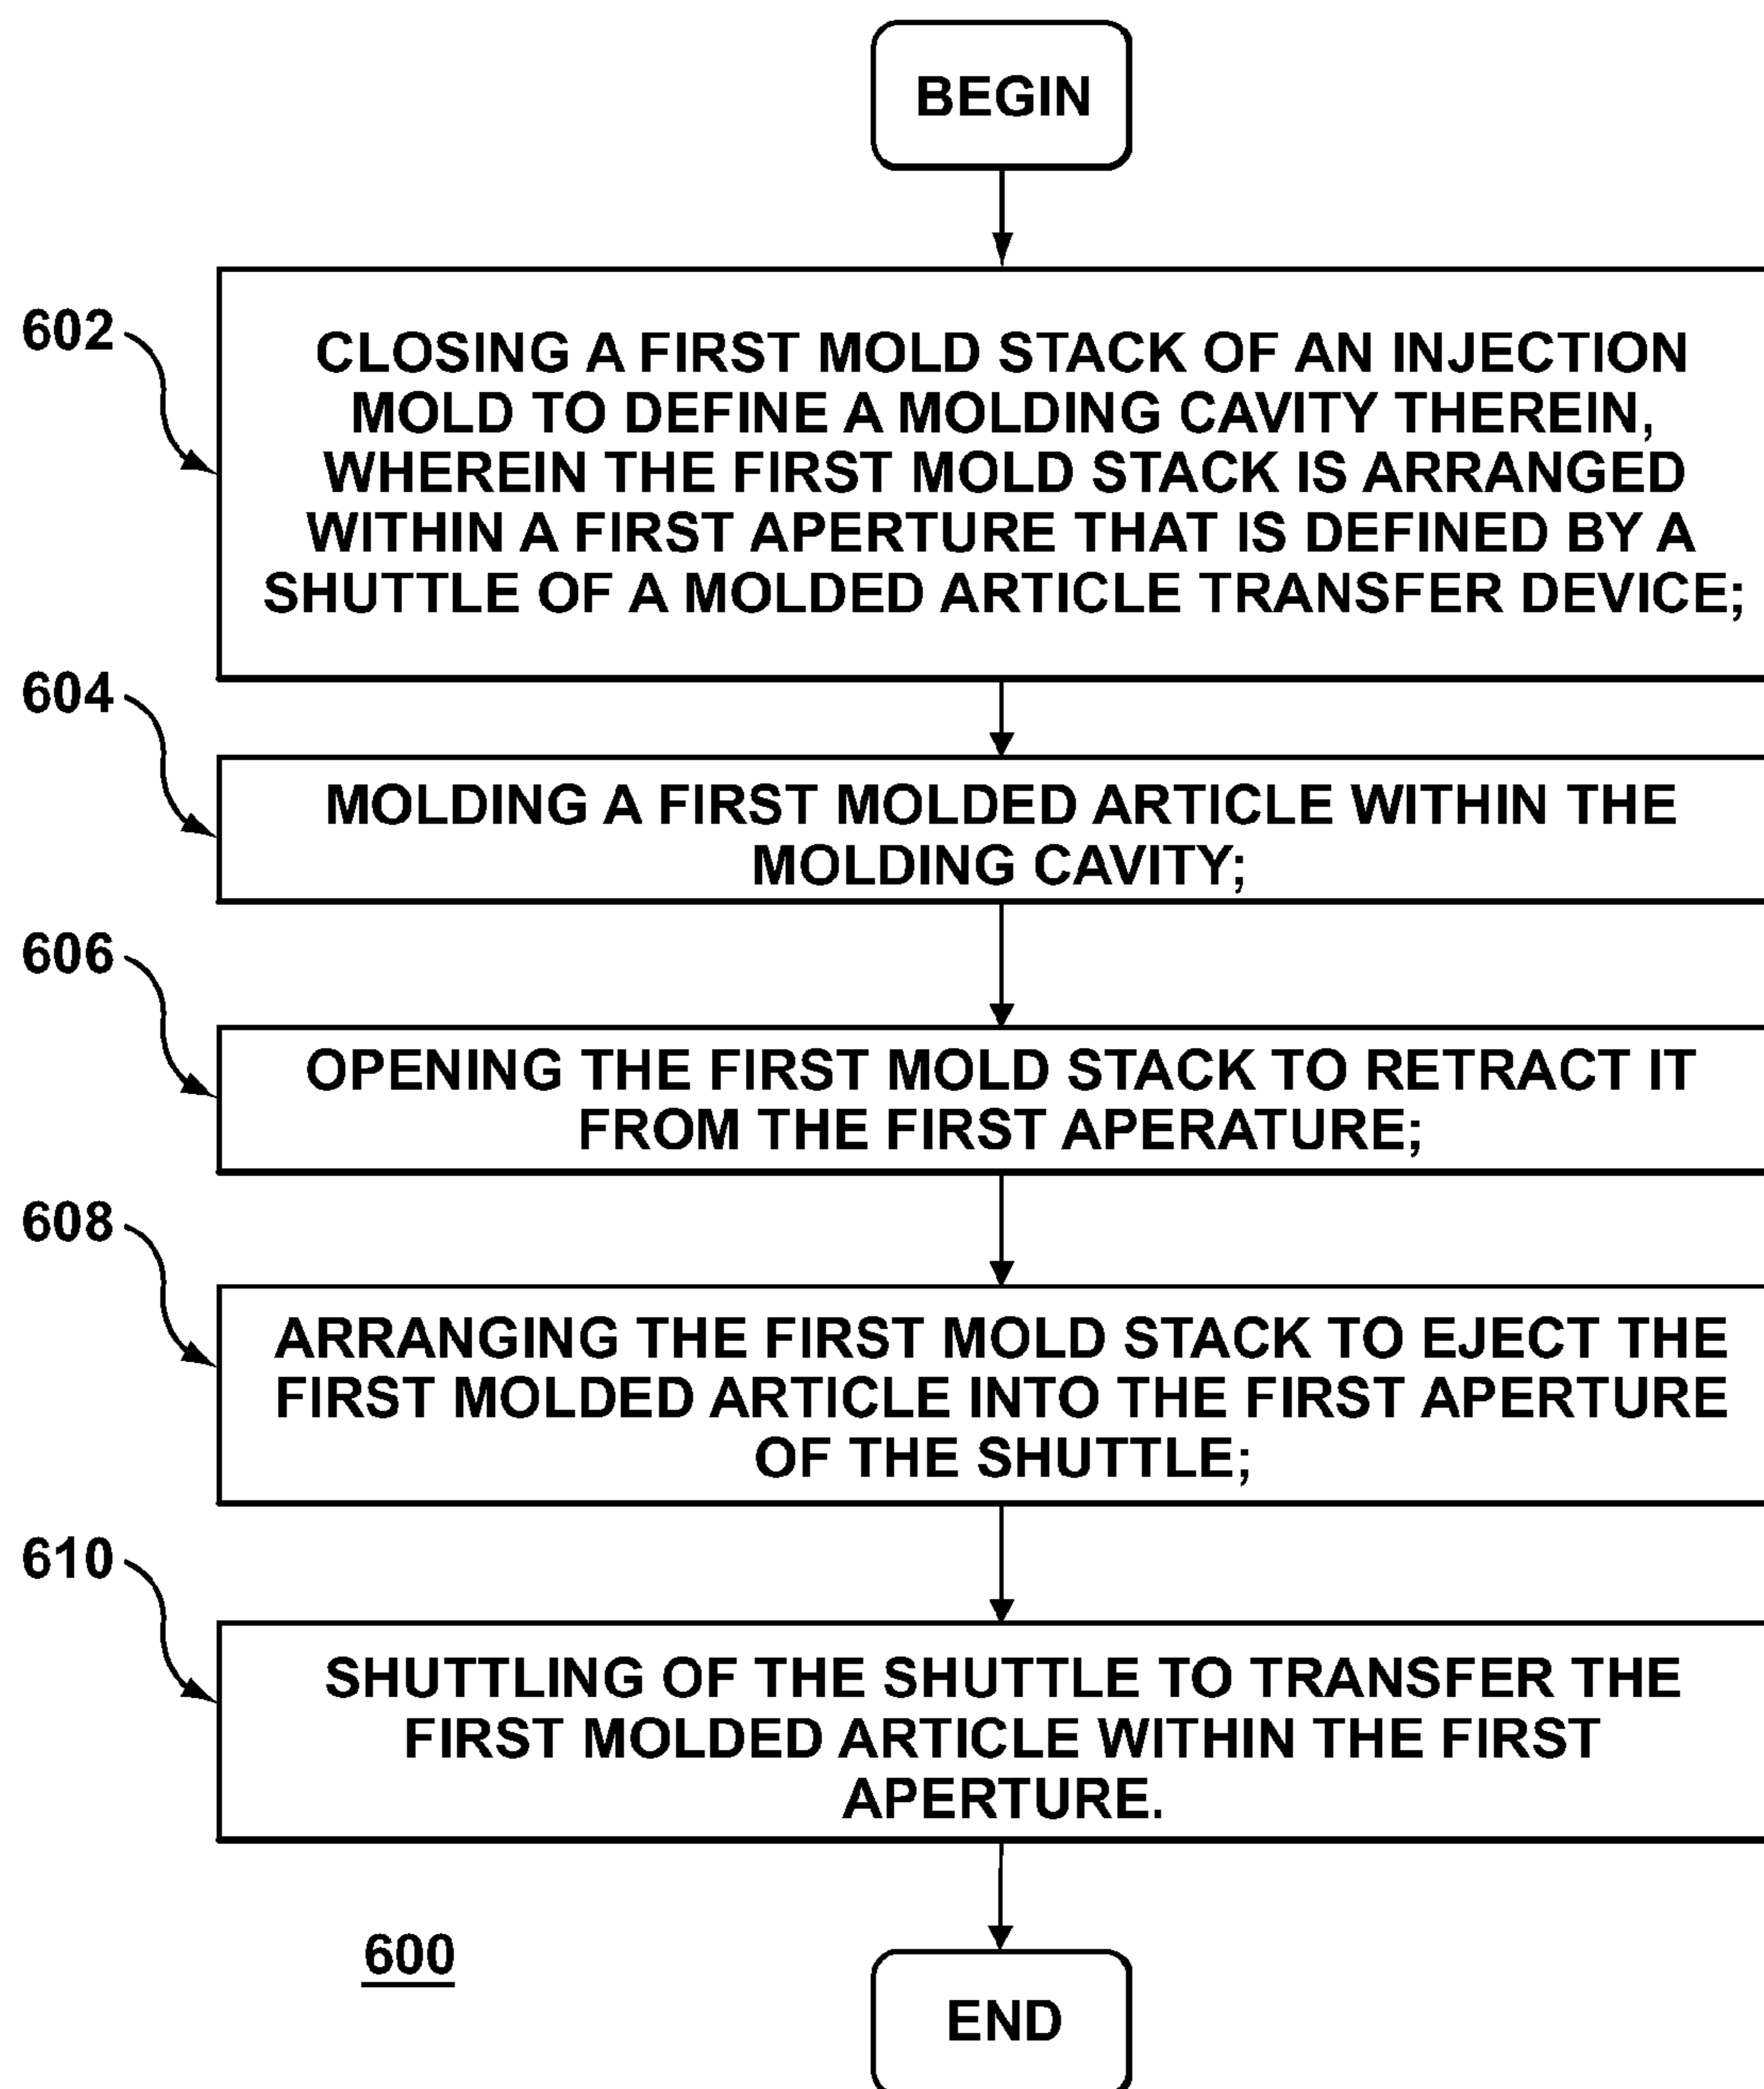 BEGIN
602
CLOSING A FIRST MOLD STACK OF AN INJECTION
MOLD TO DEFINE A MOLDING CAVITY THEREIN,
WHEREIN THE FIRST MOLD STACK IS ARRANGED
WITHIN A FIRST APERTURE THAT IS DEFINED BY A
SHUTTLE OF A MOLDED ARTICLE TRANSFER DEVICE;
604
MOLDING A FIRST MOLDED ARTICLE WITHIN THE
MOLDING CAVITY;
606
OPENING THE FIRST MOLD STACK TO RETRACT IT
FROM THE FIRST APERATURE;
608
ARRANGING THE FIRST MOLD STACK TO EJECT THE
FIRST MOLDED ARTICLE INTO THE FIRST APERTURE
OF THE SHUTTLE;
610
SHUTTLING OF THE SHUTTLE TO TRANSFER THE
FIRST MOLDED ARTICLE WITHIN THE FIRST
APERTURE.
600
END